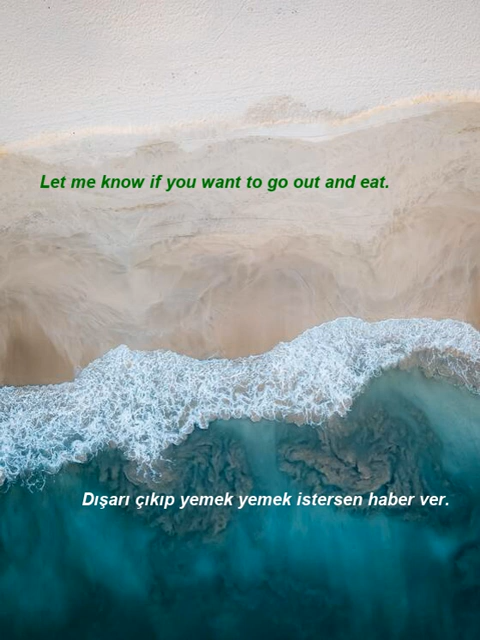 Let me know if you want to go out and eat.
Dışarı çıkıp yemek yemek istersen haber ver.